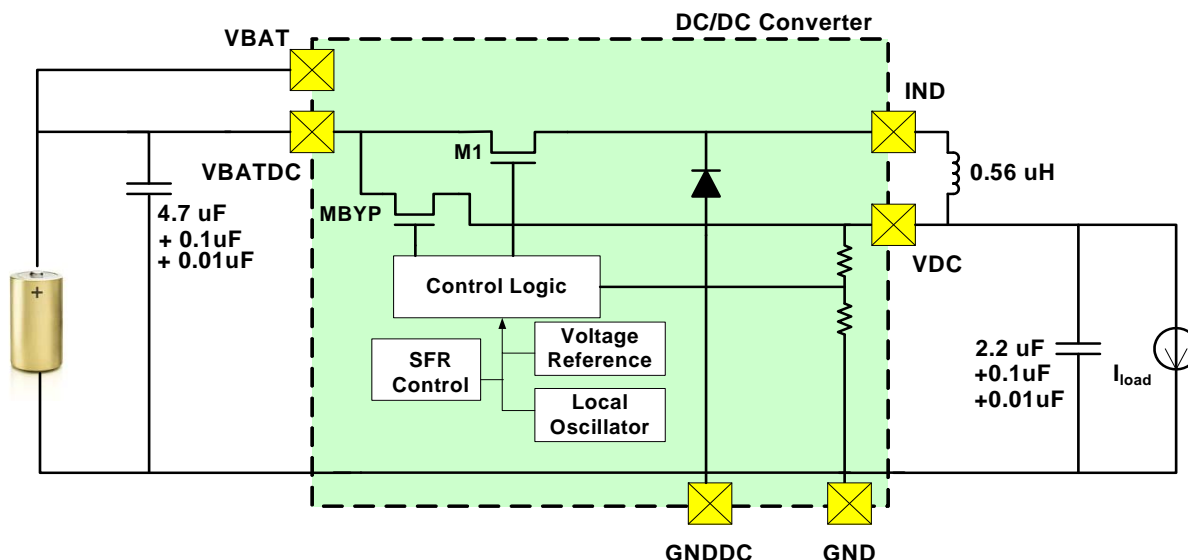 DC/DC Converter
VBAT
IND
VBATDC
M1
0.56 uH
4.7 uF
+ 0.1uF
+ 0.01uF
MBYP
VDC
+
Control Logic
Voltage
Reference
SFR
Control
Local
Oscillator
2.2 uF
+0.1uF
+0.01uF
Iload
GNDDC
GND